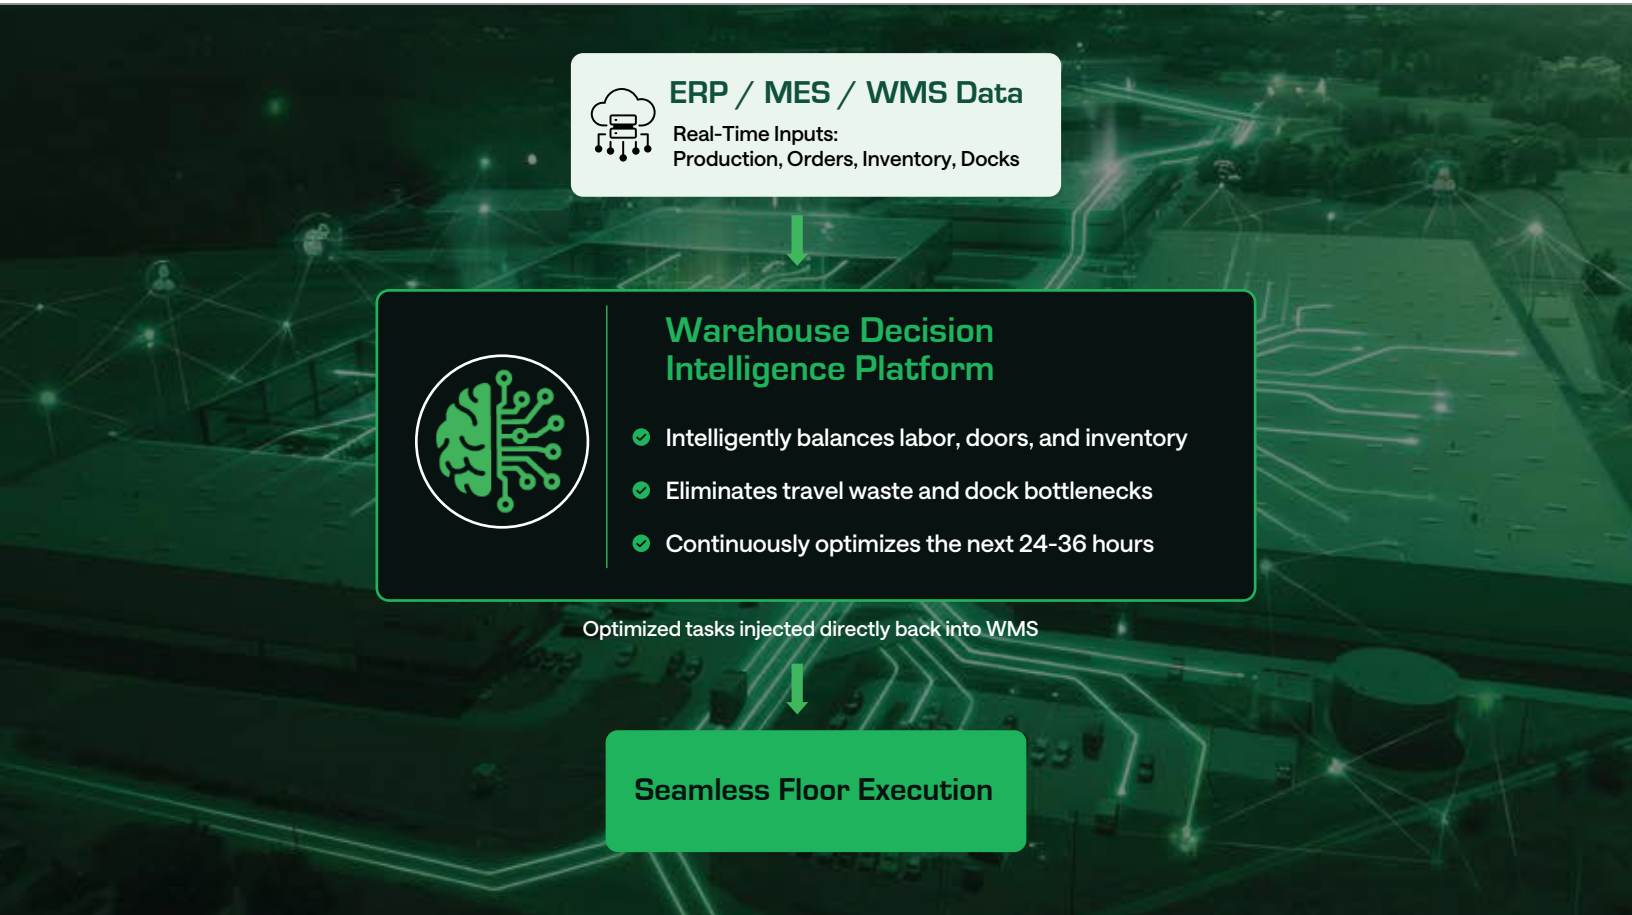 ERP / MES / WMS Data
Real-Time Inputs:
Production, Orders, Inventory, Docks
Warehouse Decision
Intelligence Platform
Intelligently balances labor, doors, and inventory
Eliminates travel waste and dock bottlenecks
Continuously optimizes the next 24-36 hours
Optimized tasks injected directly back into WMS
Seamless Floor Execution